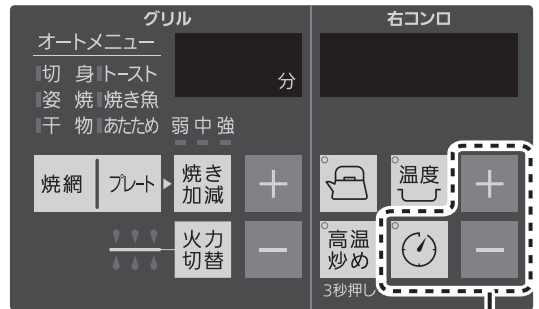 グリル
オートメニュー
切 身 トースト
姿 焼 焼き魚
干 物 あたため
分
弱 中 強
焼網 プレート
焼き
加減
＋
火力
切替
－
右コンロ
温度
＋
高温
炒め
－
3秒押し